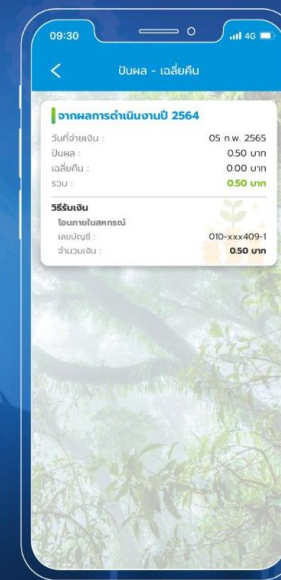 09:30
4G
ปันผล - เฉลี่ยคืน
จากผลการดำเนินงานปี 2564
วันที่จ่ายเงิน : 05 ก.พ. 2565
ปันผล : 0.50 บาท
เฉลี่ยคืน : 0.00 บาท
รวม : 0.50 บาท
วิธีรับเงิน
โอนภายในสหกรณ์
เลขบัญชี : 010-xxx409-1
จำนวนเงิน : 0.50 บาท